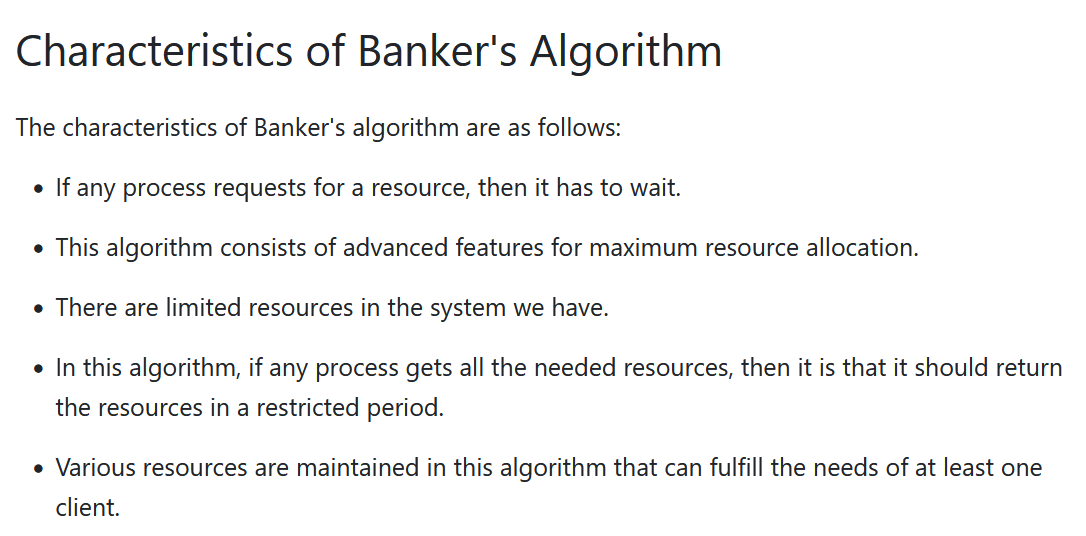 Characteristics of Banker's Algorithm
The characteristics of Banker's algorithm are as follows:
• If any process requests for a resource, then it has to wait.
• This algorithm consists of advanced features for maximum resource allocation.
• There are limited resources in the system we have.
• In this algorithm, if any process gets all the needed resources, then it is that it should return
the resources in a restricted period.
• Various resources are maintained in this algorithm that can fulfill the needs of at least one
client.